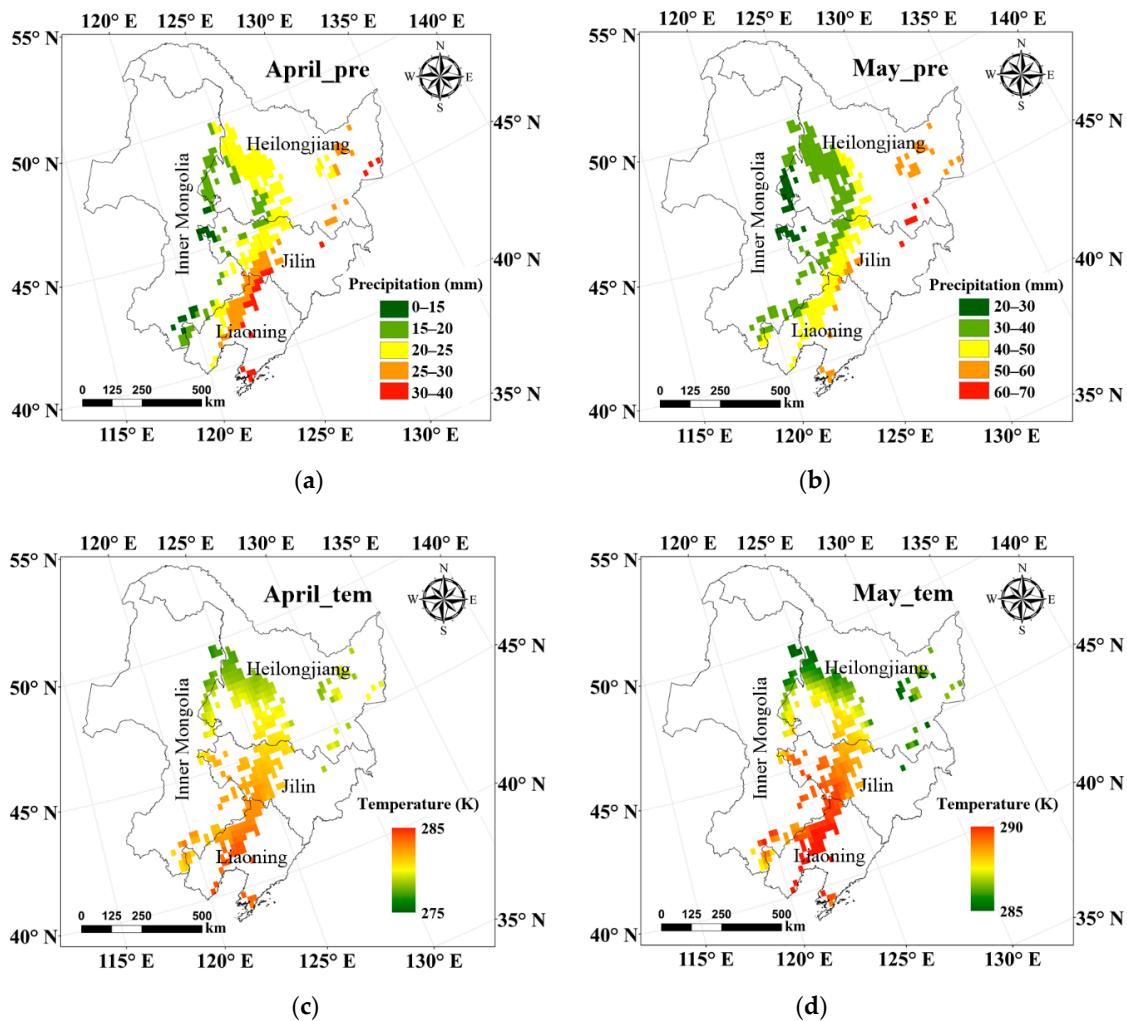 120° E 125° E 130° E 135° E 140° E
55° N
April_pre
N
W E
S
45° N
50° N
Heilongjiang
Inner Mongolia
40° N
Jilin
45° N
Precipitation (mm)
0–15
15–20
20–25
25–30
30–40
Liaoning
0 125 250 500
km
35° N
40° N
115° E 120° E 125° E 130° E
(a)
120° E 125° E 130° E 135° E 140° E
55° N
May_pre
N
W E
S
45° N
50° N
Heilongjiang
Inner Mongolia
40° N
Jilin
45° N
Precipitation (mm)
20–30
30–40
40–50
50–60
60–70
Liaoning
0 125 250 500
km
35° N
40° N
115° E 120° E 125° E 130° E
(b)
120° E 125° E 130° E 135° E 140° E
55° N
April_tem
N
W E
S
45° N
50° N
Heilongjiang
Inner Mongolia
40° N
Jilin
45° N
Temperature (K)
285
275
Liaoning
0 125 250 500
km
35° N
40° N
115° E 120° E 125° E 130° E
(c)
120° E 125° E 130° E 135° E 140° E
55° N
May_tem
N
W E
S
45° N
50° N
Heilongjiang
Inner Mongolia
40° N
Jilin
45° N
Temperature (K)
290
285
Liaoning
0 125 250 500
km
35° N
40° N
115° E 120° E 125° E 130° E
(d)